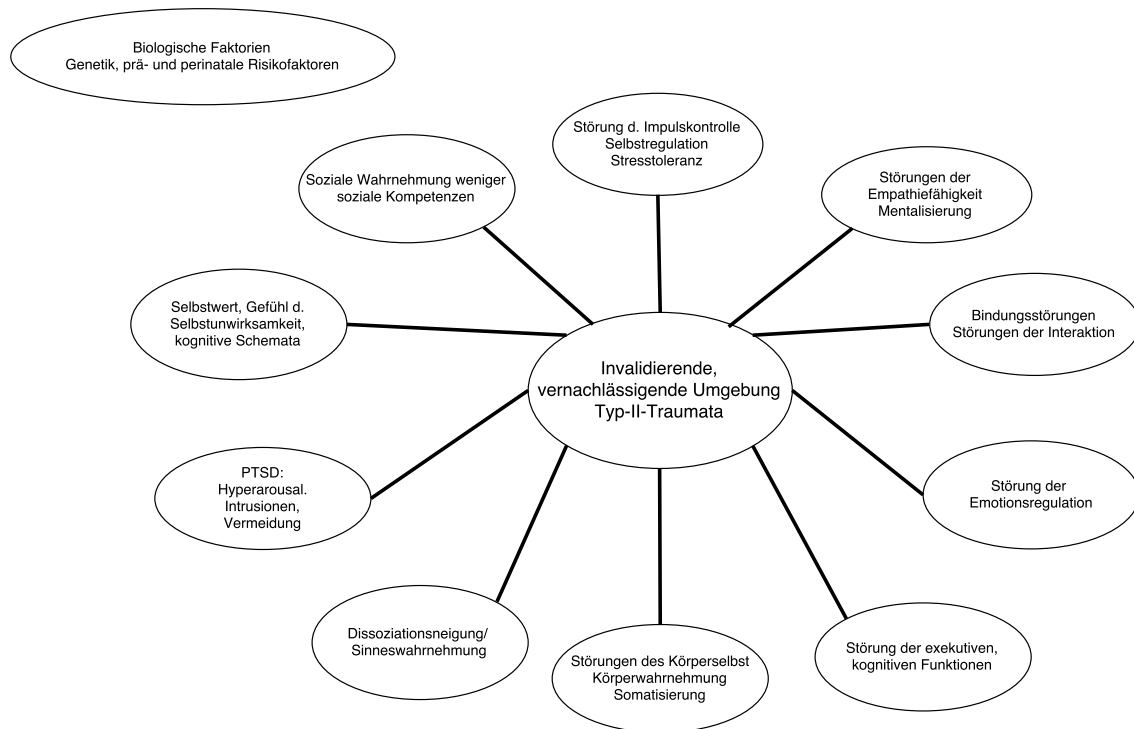 Biologische Faktorien
Genetik, prä- und perinatale Risikofaktoren
Störung d. Impulskontrolle
Selbstregulation
Stresstoleranz
Soziale Wahrnehmung weniger
soziale Kompetenzen
Störungen der
Empathiefähigkeit
Mentalisierung
Selbstwert, Gefühl d.
Selbstunwirksamkeit,
kognitive Schemata
Bindungsstörungen
Störungen der Interaktion
Invalidierende,
vernachlässigende Umgebung
Typ-II-Traumata
PTSD:
Hyperarousal.
Intrusionen,
Vermeidung
Störung der
Emotionsregulation
Dissoziationsneigung/
Sinneswahrnehmung
Störungen des Körperselbst
Körperwahrnehmung
Somatisierung
Störung der exekutiven,
kognitiven Funktionen